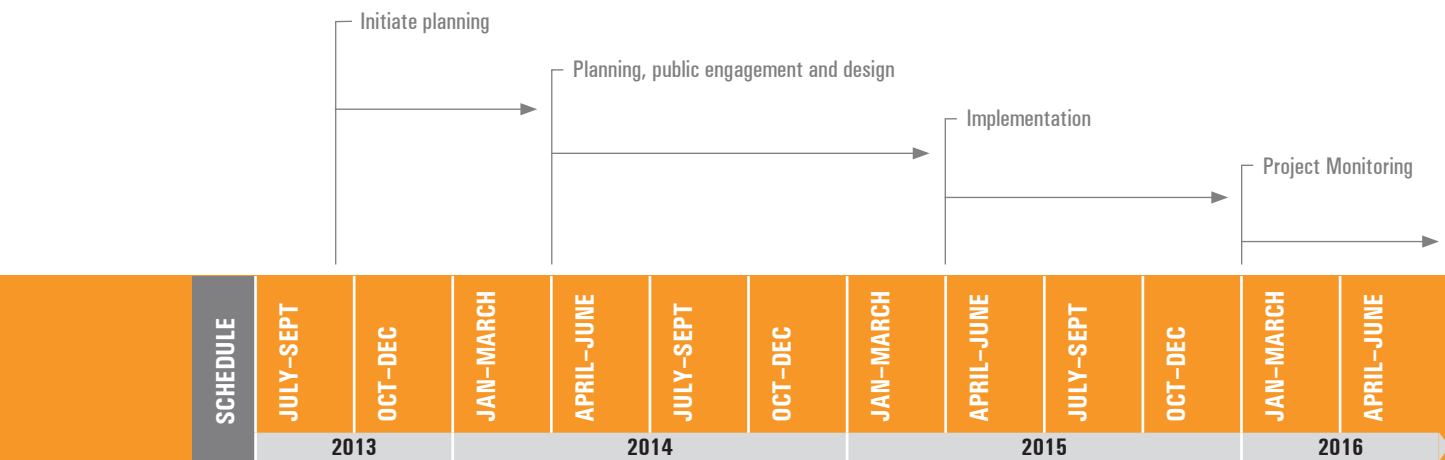 Initiate planning
Planning, public engagement and design
Implementation
Project Monitoring
SCHEDULE
JULY–SEPT
OCT–DEC
JAN–MARCH
APRIL–JUNE
JULY–SEPT
OCT–DEC
JAN–MARCH
APRIL–JUNE
JULY–SEPT
OCT–DEC
JAN–MARCH
APRIL–JUNE
2013
2014
2015
2016